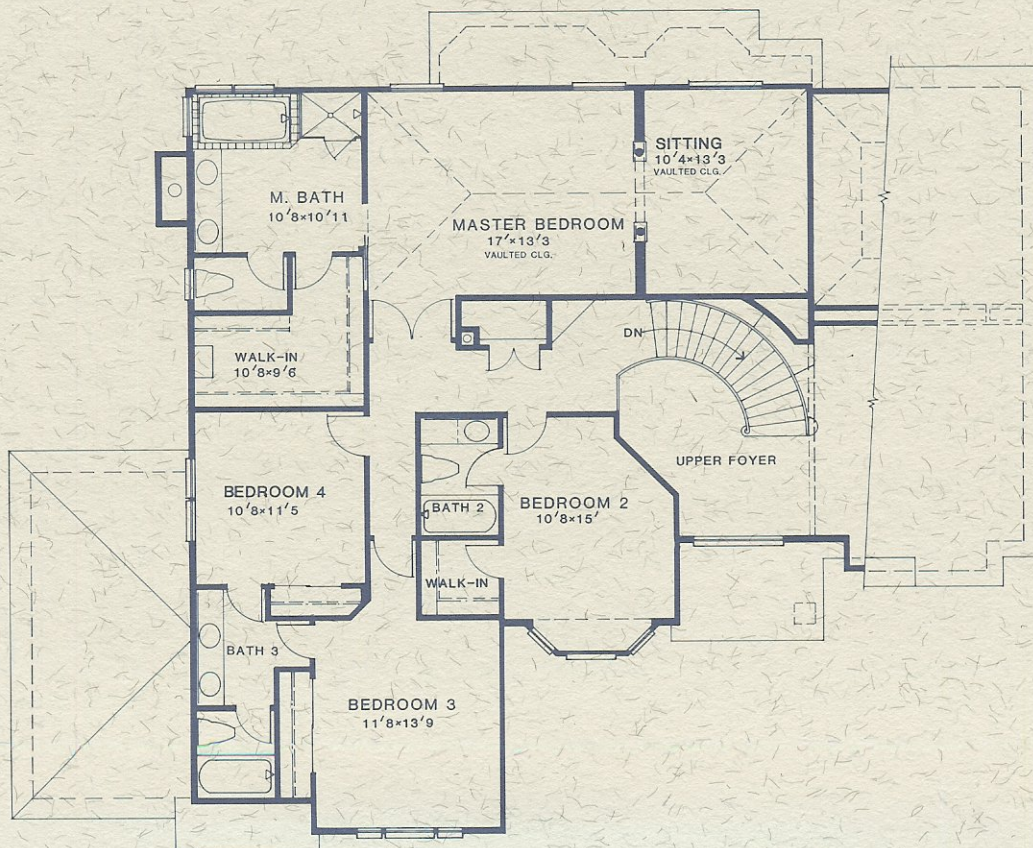 SITTING
10'4×13'3
VAULTED CLG.
M. BATH
10'8×10'11
MASTER BEDROOM
17'×13'3
VAULTED CLG.
DN
WALK-IN
10'8×9'6
UPPER FOYER
BEDROOM 4
10'8×11'5
BEDROOM 2
10'8×15'
BATH 2
WALK-IN
BATH 3
BEDROOM 3
11'8×13'9